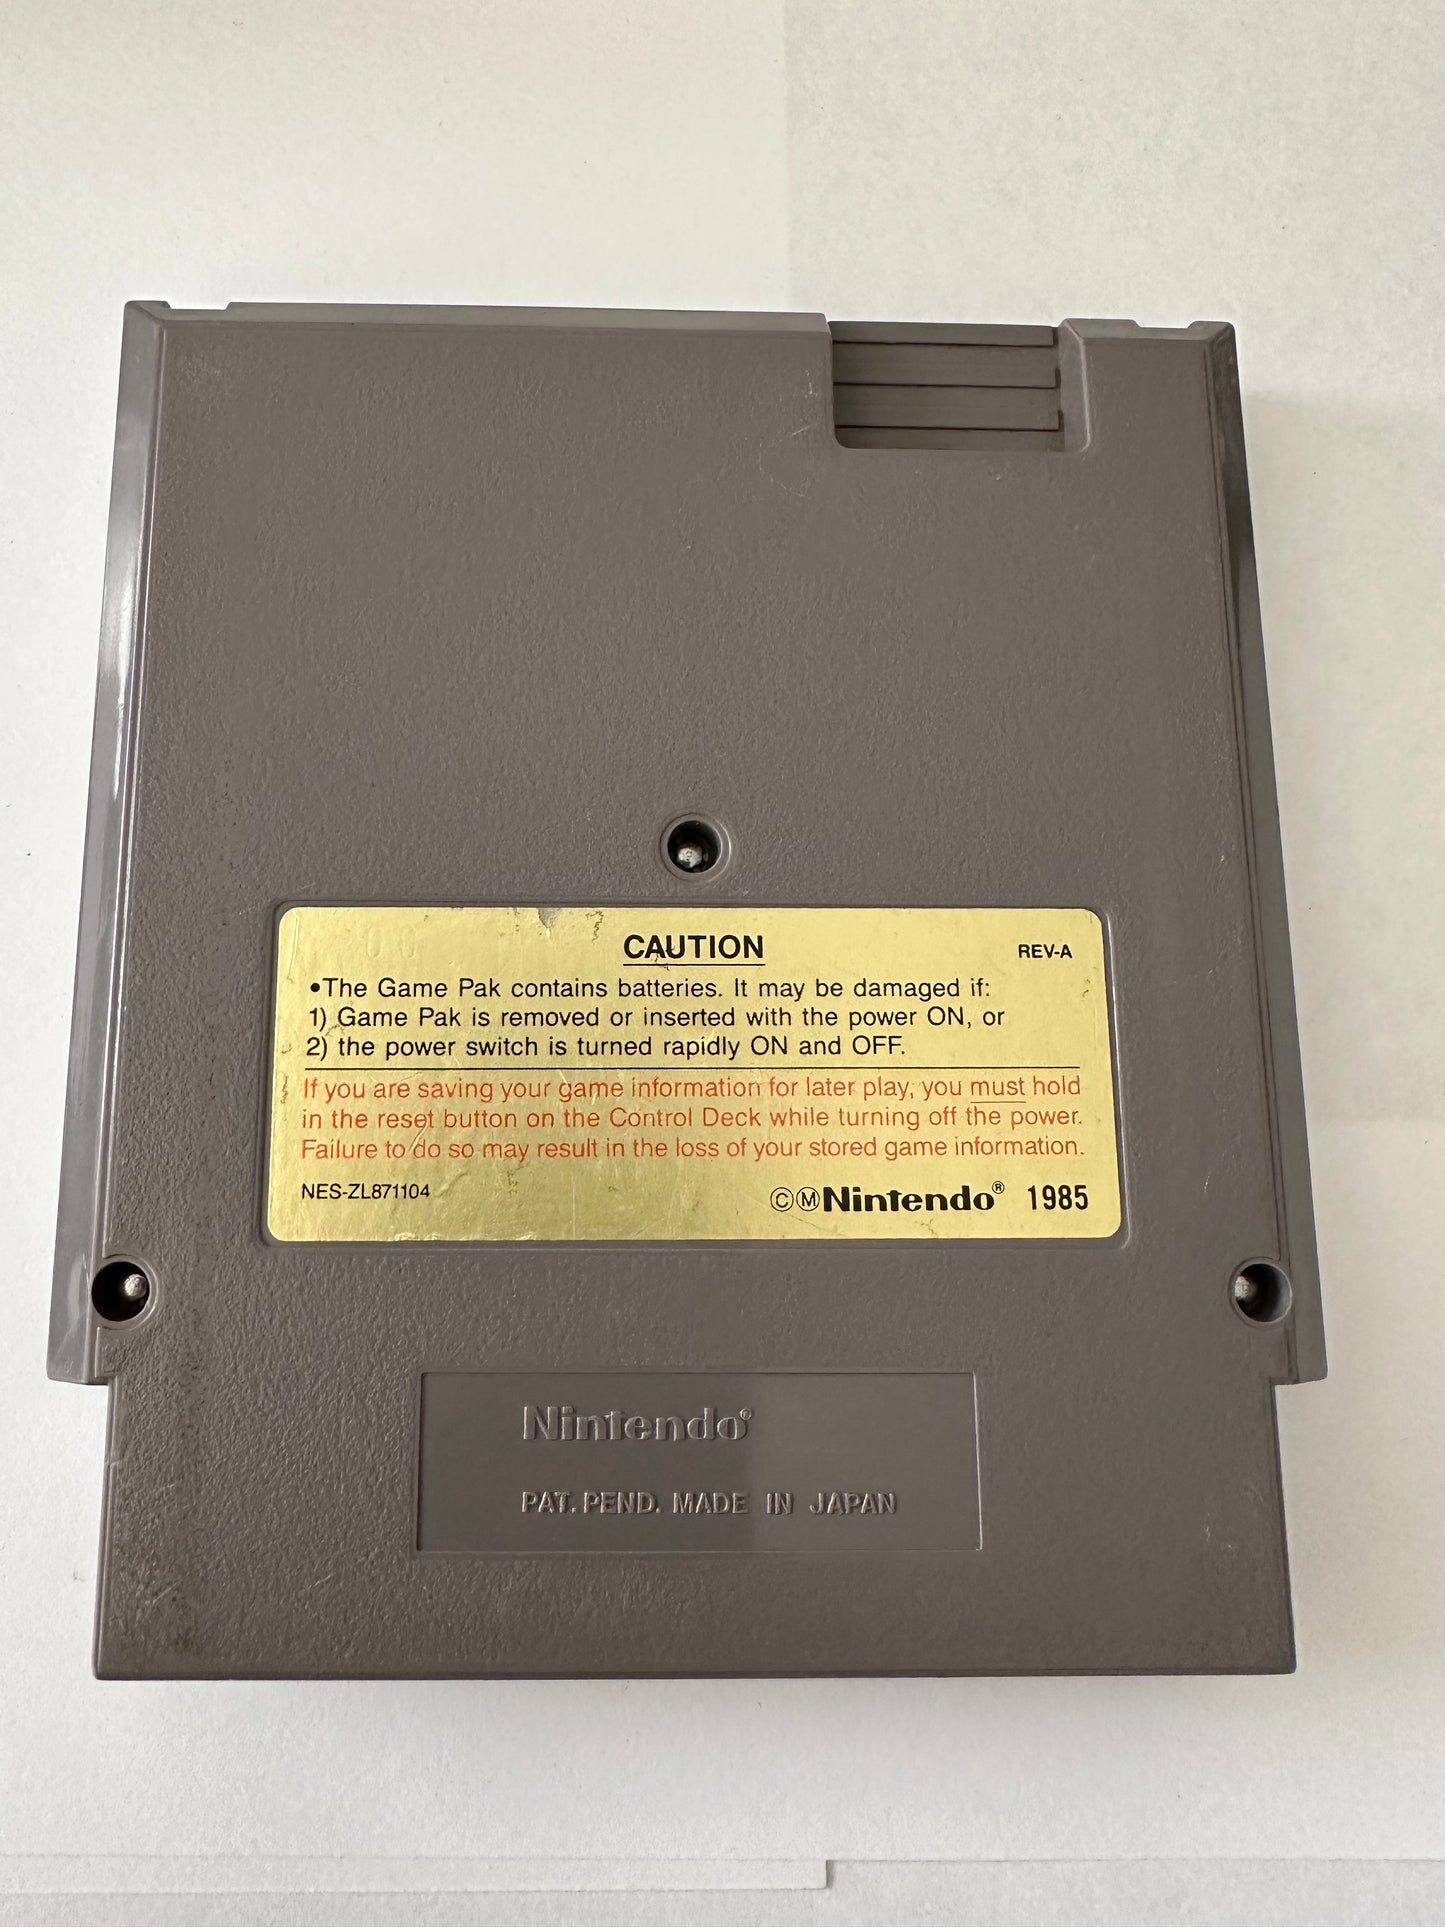 CAUTION REV-A
•The Game Pak contains batteries. It may be damaged if:
1) Game Pak is removed or inserted with the power ON, or
2) the power switch is turned rapidly ON and OFF.
If you are saving your game information for later play, you must hold
in the reset button on the Control Deck while turning off the power.
Failure to do so may result in the loss of your stored game information.
NES-ZL871104 ©ⓂNintendo® 1985
Nintendo®
PAT. PEND. MADE IN JAPAN